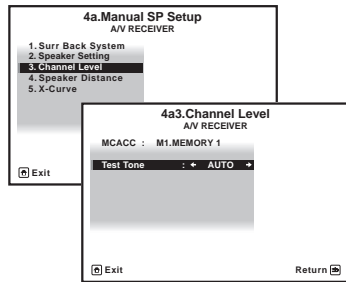 4a.Manual SP Setup
A/V RECEIVER
1. Surr Back System
2. Speaker Setting
3. Channel Level
4. Speaker Distance
5. X-Curve
Exit
4a3.Channel Level
A/V RECEIVER
MCACC : M1.MEMORY 1
Test Tone : ← AUTO →
Exit
Return